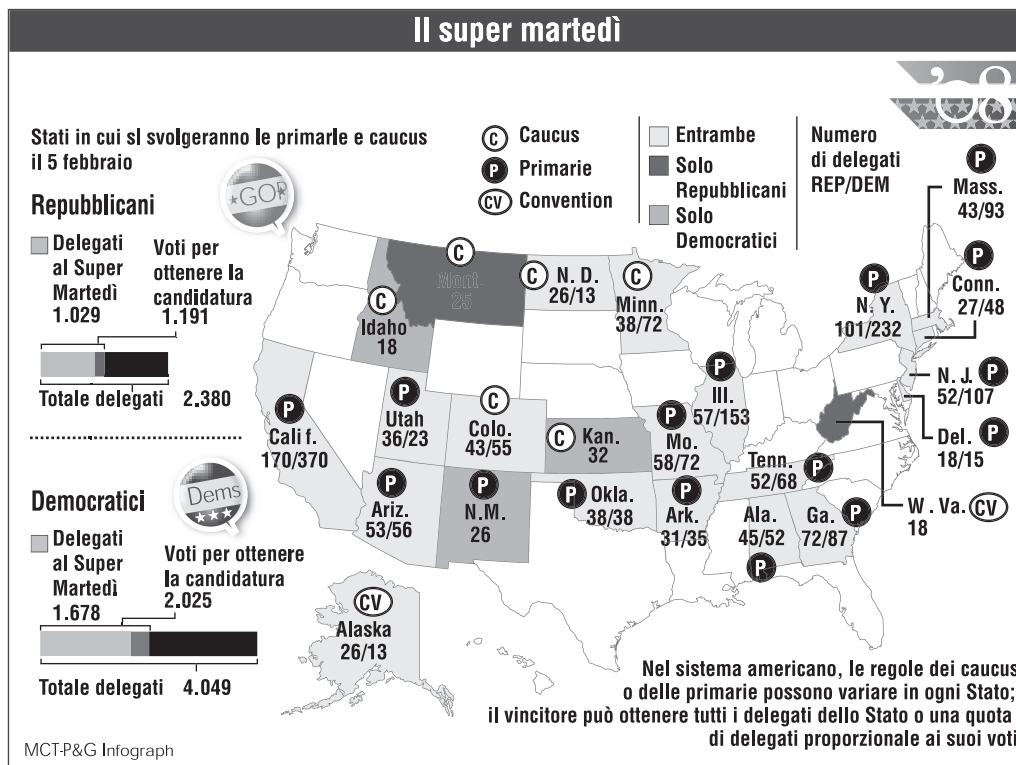 Il super martedì
'08
Stati in cui si svolgeranno le primarie e caucus
il 5 febbraio
C Caucus
P Primarie
CV Convention
Entrambe
Solo
Repubblicani
Solo
Democratici
Numero
di delegati
REP/DEM
GOP
Repubblicani
Delegati
al Super
Martedì
1.029
Voti per
ottenere la
candidatura
1.191
Totale delegati 2.380
Dems
Democratici
Delegati
al Super
Martedì
1.678
Voti per ottenere
la candidatura
2.025
Totale delegati 4.049
P
Mass.
43/93
P
Conn.
27/48
P
N. Y.
101/232
C
Mont.
25
C N. D.
26/13
C
Minn.
38/72
C
Idaho
18
N. J. P
52/107
P
Ill.
57/153
P
Utah
36/23
C
Colo.
43/55
C Kan.
32
P
Mo.
58/72
P
Cali f.
170/370
Del. P
18/15
Tenn. P
52/68
P
Ariz.
53/56
P
N.M.
26
P Okla.
38/38
P
Ark.
31/35
Ala.
45/52
P
Ga. P
72/87
W . Va. CV
18
CV
Alaska
26/13
Nel sistema americano, le regole dei caucus
o delle primarie possono variare in ogni Stato;
il vincitore può ottenere tutti i delegati dello Stato o una quota
di delegati proporzionale ai suoi voti
MCT-P&G Infograph